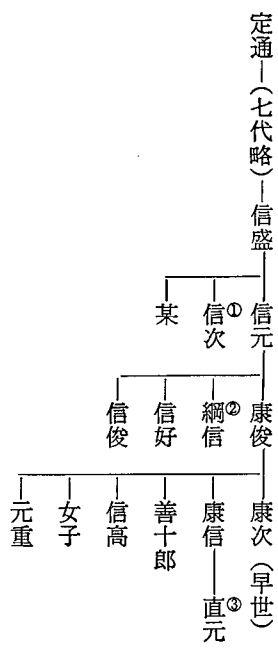 定通―(七代略)―信盛
信元
①信次
某
康俊
②綱信
信好
信俊
康次(早世)
康信
③直元
善十郎
信高
女子
元重